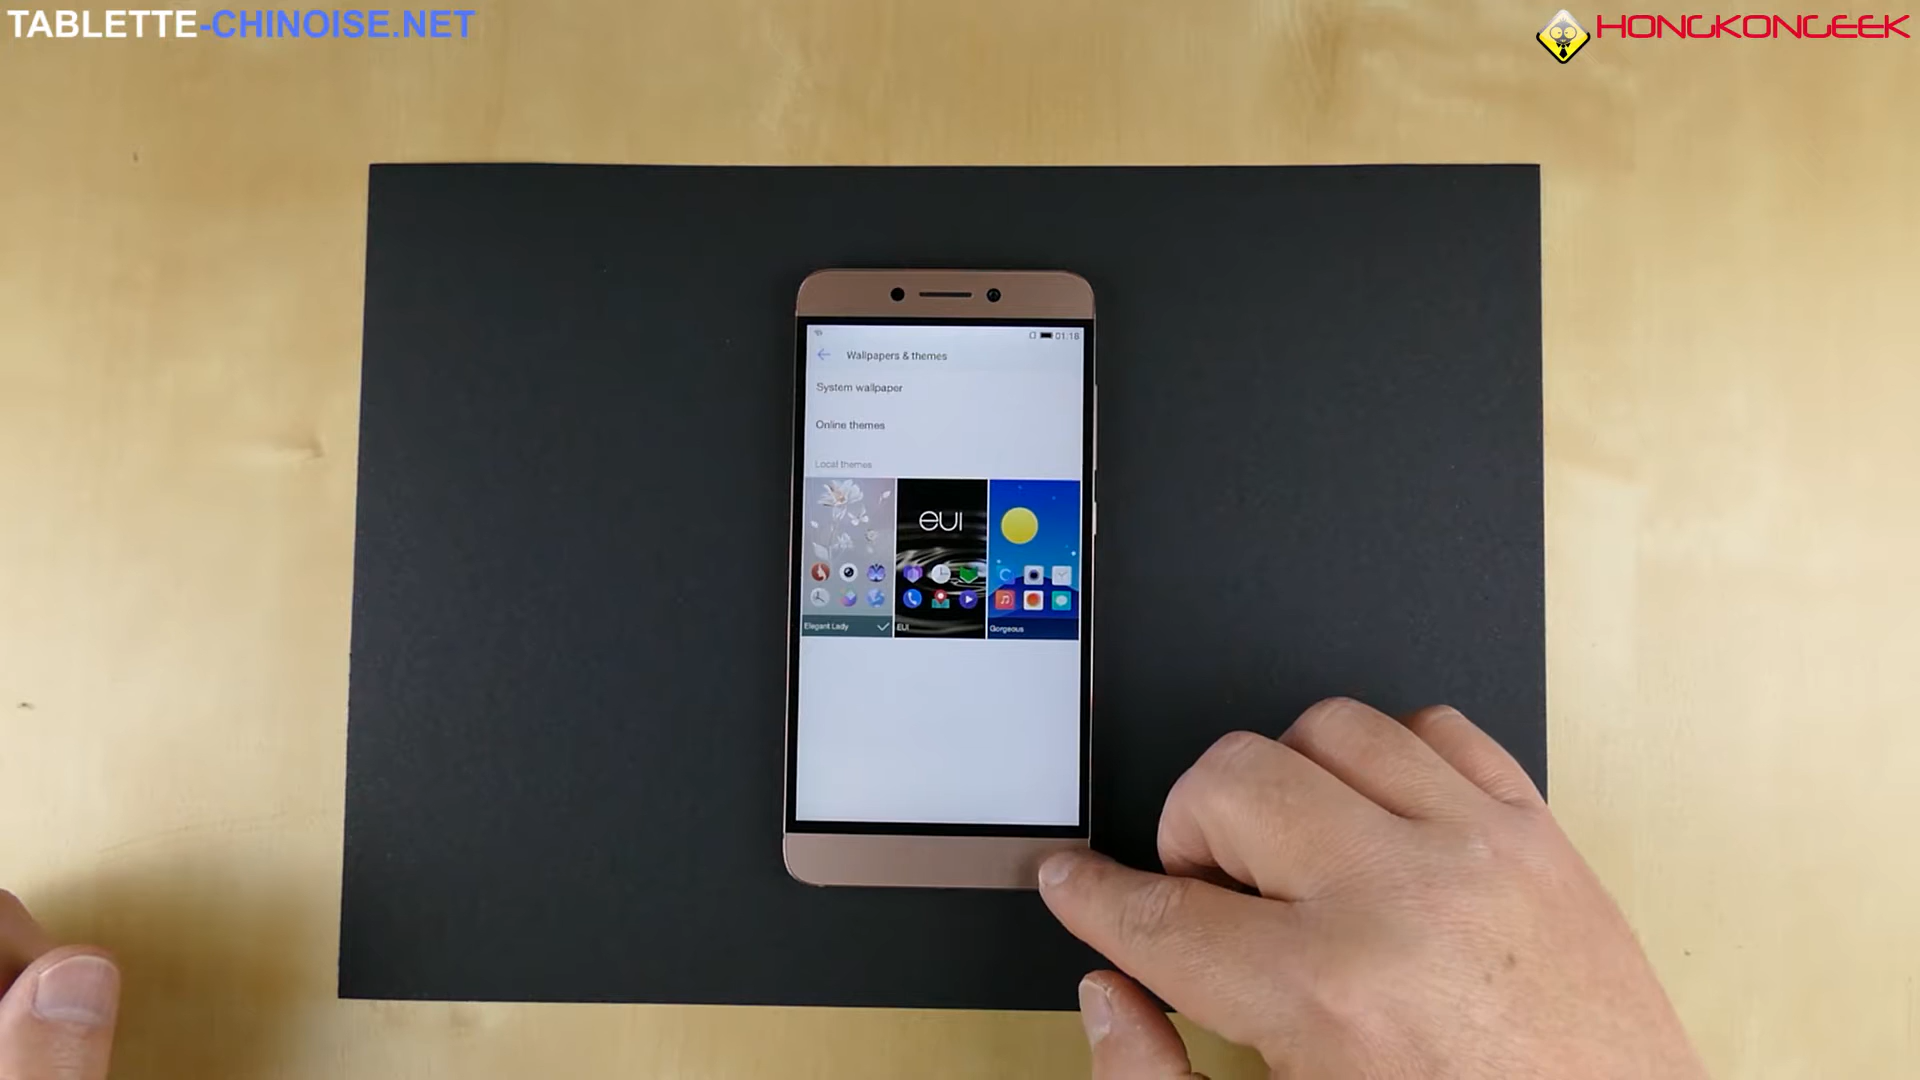 TABLETTE-CHINOISE.NET
HONGKONGEEK
01:18
Wallpapers & themes
System wallpaper
Online themes
Local themes
eui
Elegant Lady
EUI
Gorgeous